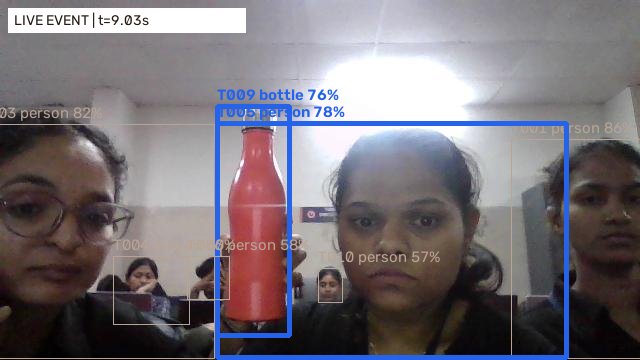 LIVE EVENT | t=9.03s
T009 bottle 76%
person 78%
03 person 82%
T001 person 86%
person 58%
T010 person 57%